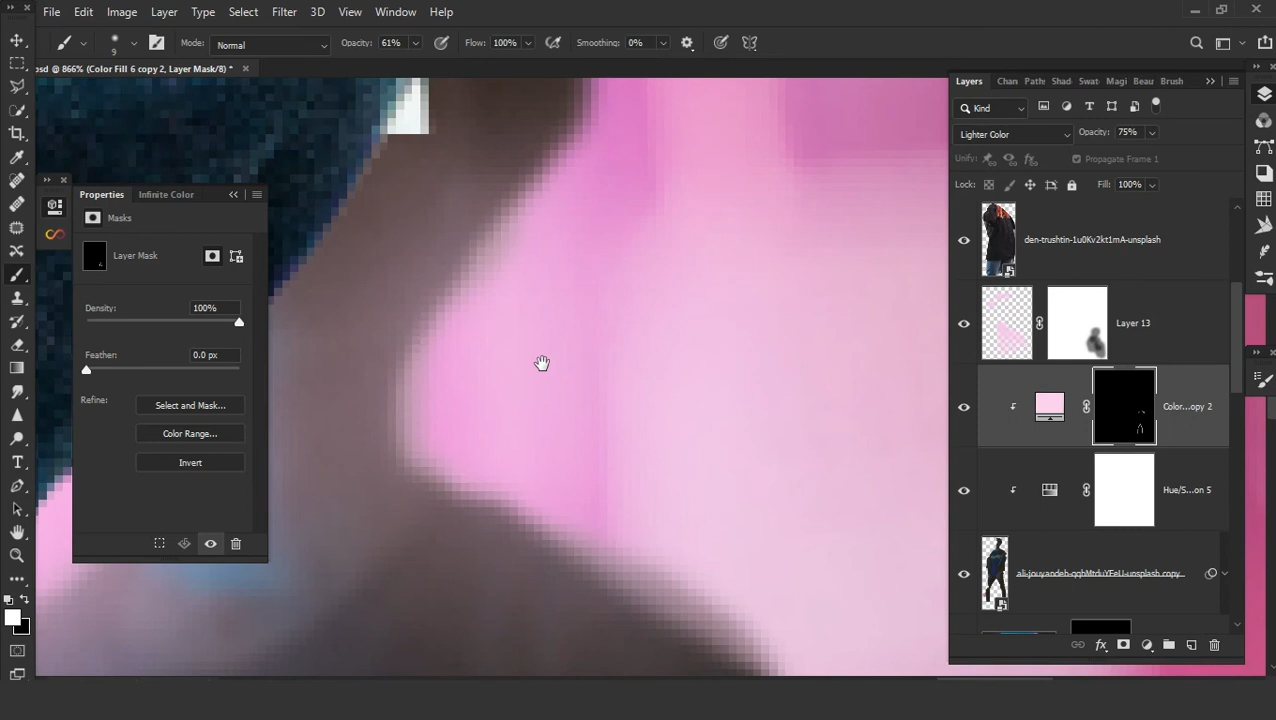 File Edit Image Layer Type Select Filter 3D View Window Help
9 Mode: Normal Opacity: 61% Flow: 100% Smoothing: 0%
osd @ 866% (Color Fill 6 copy 2, Layer Mask/8) *
Layers Chan Paths Shad Swat Magi Beau Brush
Kind
Lighter Color Opacity: 75%
Unify: Propagate Frame 1
Lock: Fill: 100%
Properties Infinite Color
Masks
Layer Mask
Density: 100%
Feather: 0.0 px
Refine: Select and Mask...
Color Range...
Invert
den-trushtin-1u0Kv2kt1mA-unsplash
Layer 13
Color...opy 2
Hue/S...on 5